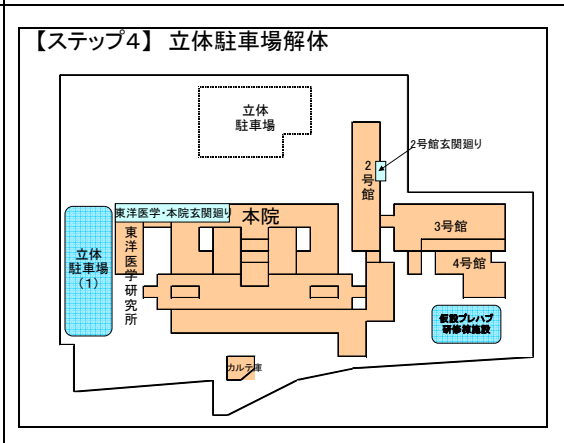 【ステップ4】 立体駐車場解体
立体
駐車場
2号館玄関廻り
2号館
東洋医学・本院玄関廻り
本院
3号館
東洋医学研究所
立体
駐車場
(1)
4号館
仮設プレハブ
研修棟施設
カルテ庫